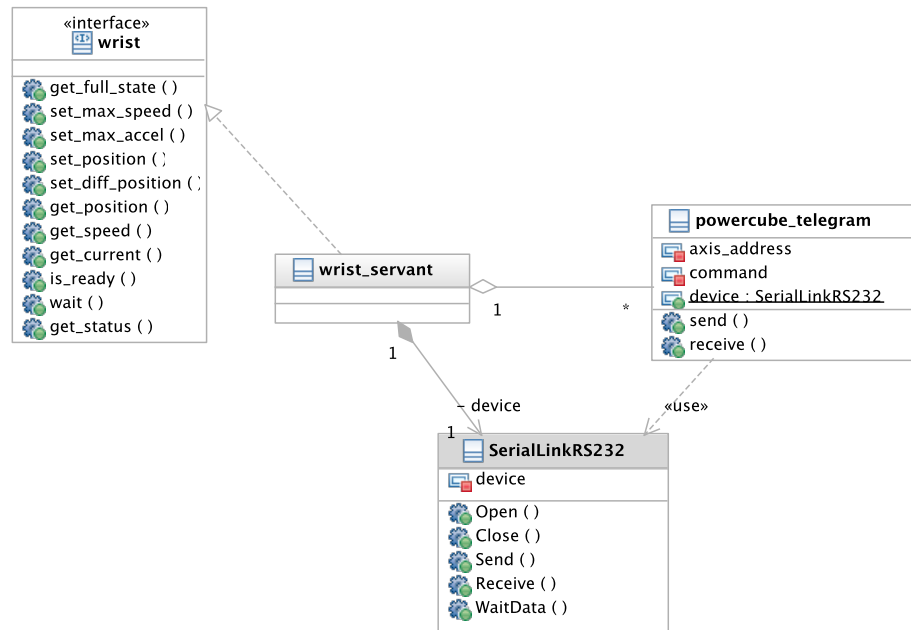 «interface»
wrist
get_full_state ( )
set_max_speed ( )
set_max_accel ( )
set_position ( )
set_diff_position ( )
get_position ( )
get_speed ( )
get_current ( )
is_ready ( )
wait ( )
get_status ( )
wrist_servant
1
*
1
powercube_telegram
axis_address
command
device : SerialLinkRS232
send ( )
receive ( )
– device
«use»
1
SerialLinkRS232
device
Open ( )
Close ( )
Send ( )
Receive ( )
WaitData ( )